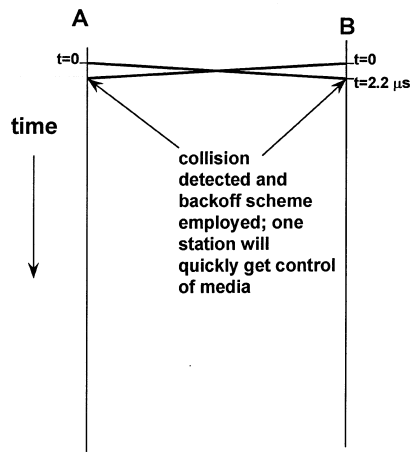 A B
t=0 t=0
t=2.2 μs
time
collision
detected and
backoff scheme
employed; one
station will
quickly get control
of media